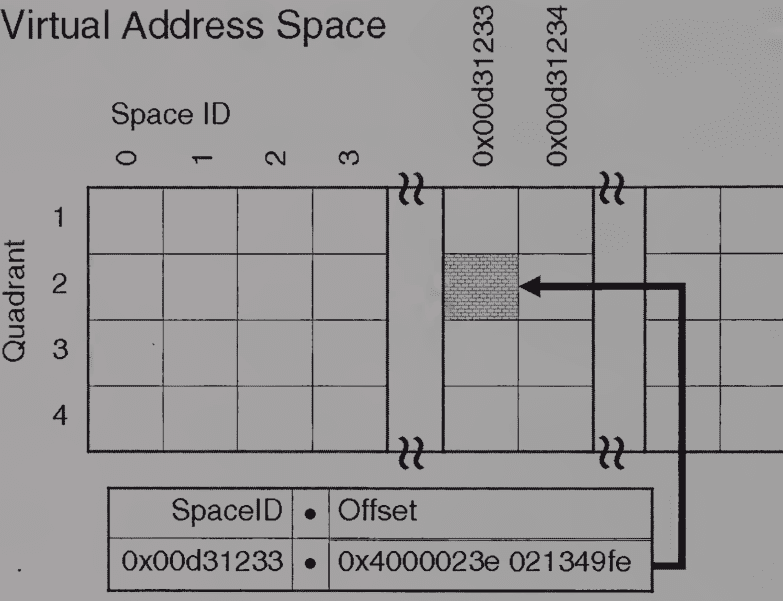 Virtual Address Space
0x00d31233
0x00d31234
Space ID
0 1 2 3
Quadrant
1
2
3
4
SpaceID • Offset
0x00d31233 • 0x4000023e 021349fe